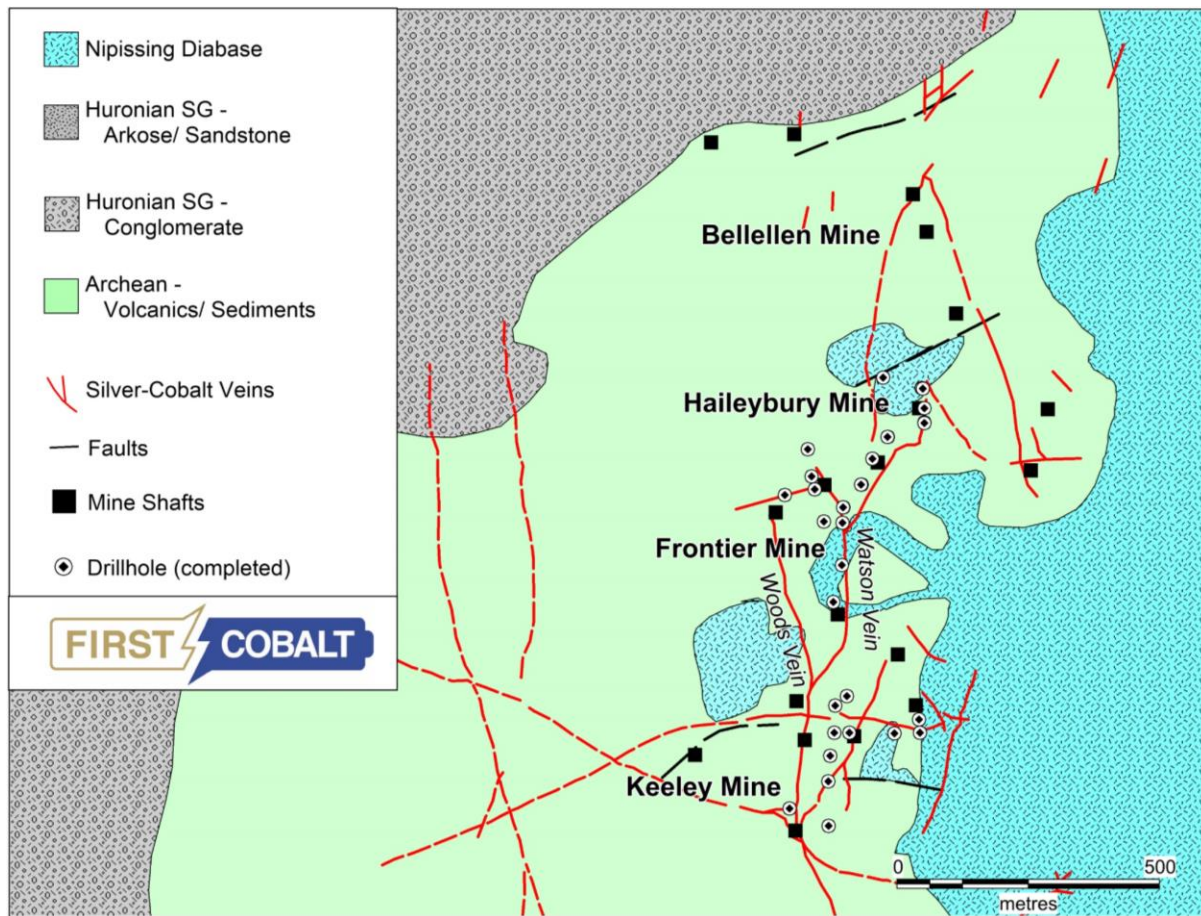 Nipissing Diabase
Huronian SG -
Arkose/ Sandstone
Huronian SG -
Conglomerate
Archean -
Volcanics/ Sediments
Silver-Cobalt Veins
Faults
Mine Shafts
Drillhole (completed)
FIRST COBALT
Bellellen Mine
Haileybury Mine
Frontier Mine
Watson Vein
Woods Vein
Keeley Mine
0 500
metres